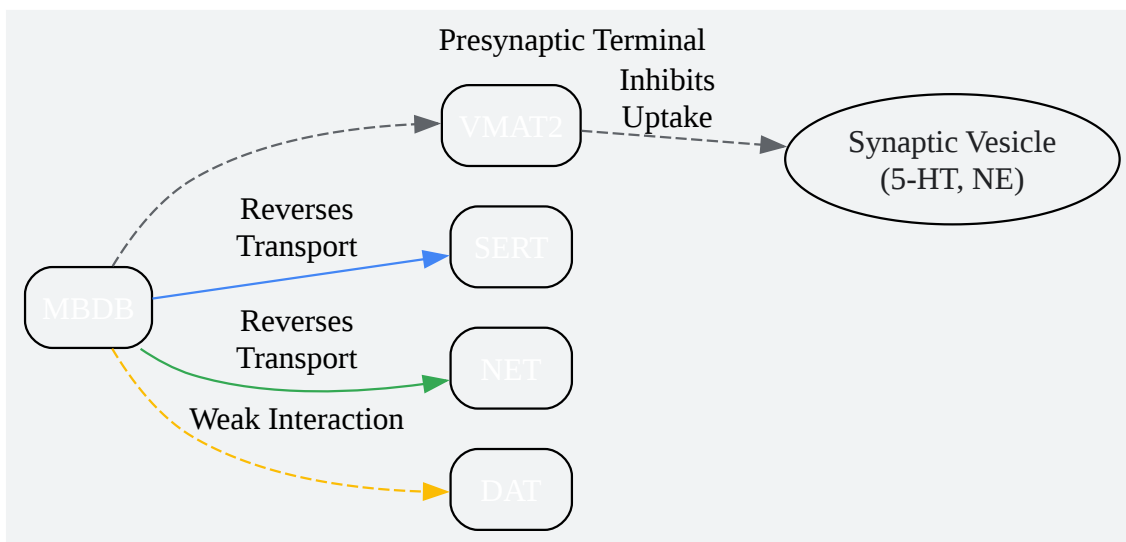 Presynaptic Terminal
Inhibits
Uptake
VMAT2
Synaptic Vesicle
(5-HT, NE)
Reverses
Transport
SERT
MBDB
Reverses
Transport
NET
Weak Interaction
DAT